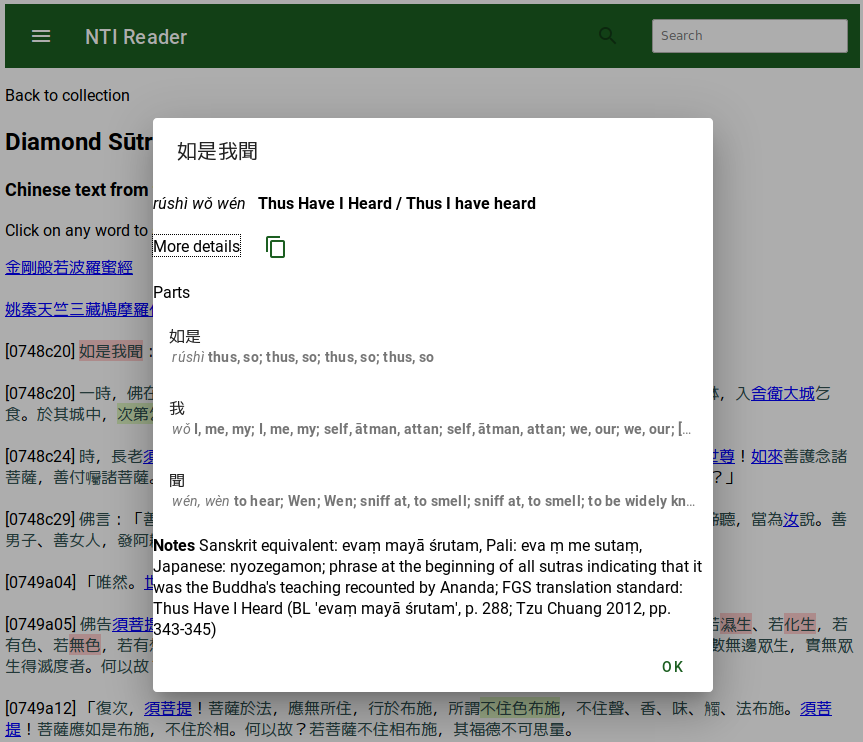 NTI Reader
Search
Back to collection
Diamond Sūtr
Chinese text from
Click on any word to
金剛般若波羅蜜經
姚秦天竺三藏鳩摩羅
[0748c20] 如是我聞：
[0748c20] 一時，佛在 ，入舍衛大城乞
食。於其城中，次第
[0748c24] 時，長老須 世尊！如來善護念諸
菩薩，善付囑諸菩薩。 ？」
[0748c29] 佛言：「善 諦聽，當為汝說。善
男子、善女人，發阿
[0749a04] 「唯然。世
[0749a05] 佛告須菩提 若濕生、若化生，若
有色、若無色，若有 數無邊眾生，實無眾
生得滅度者。何以故
[0749a12] 「復次，須菩提！菩薩於法，應無所住，行於布施，所謂不住色布施，不住聲、香、味、觸、法布施。須菩
提！菩薩應如是布施，不住於相。何以故？若菩薩不住相布施，其福德不可思量。
如是我聞
rúshì wǒ wén Thus Have I Heard / Thus I have heard
More details
Parts
如是
rúshì thus, so; thus, so; thus, so; thus, so
我
wǒ I, me, my; I, me, my; self, ātman, attan; self, ātman, attan; we, our; we, our; [...
聞
wén, wèn to hear; Wen; Wen; sniff at, to smell; sniff at, to smell; to be widely kn...
Notes Sanskrit equivalent: evaṃ mayā śrutam, Pali: eva ṃ me sutaṃ,
Japanese: nyozegamon; phrase at the beginning of all sutras indicating that it
was the Buddha's teaching recounted by Ananda; FGS translation standard:
Thus Have I Heard (BL 'evaṃ mayā śrutam', p. 288; Tzu Chuang 2012, pp.
343-345)
OK